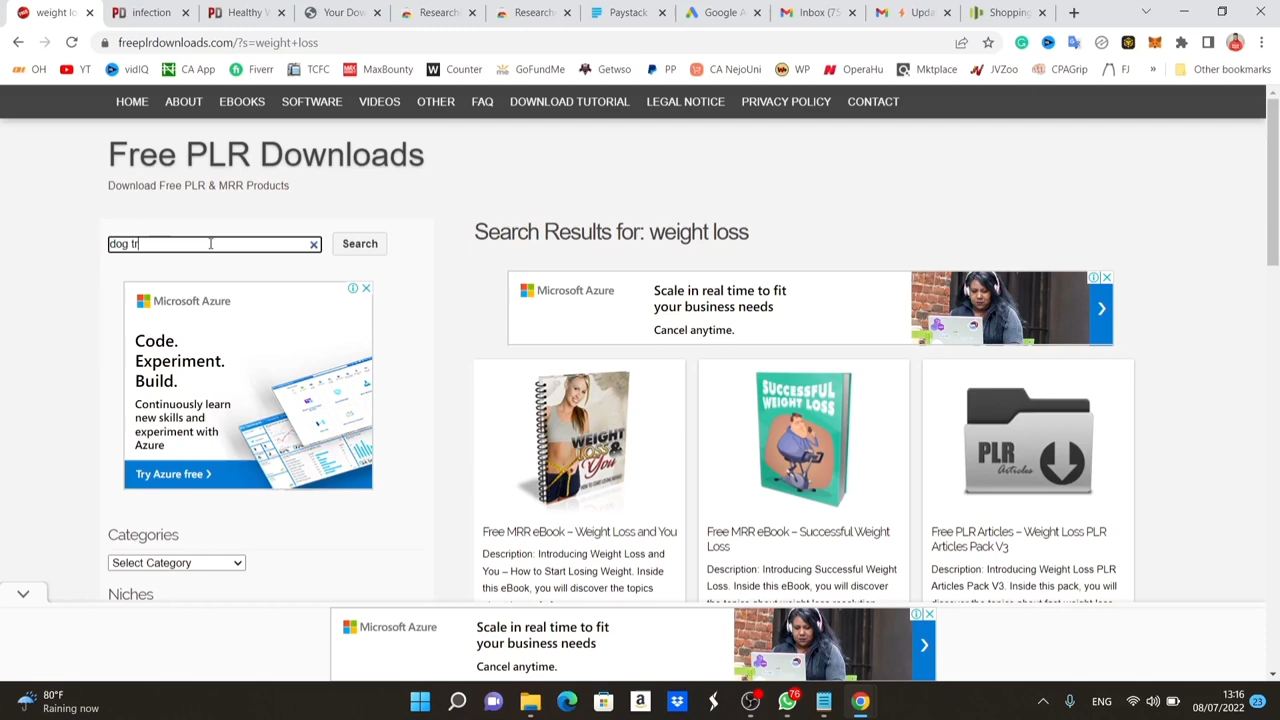 weight lo
infection
Healthy V
Your Dow
Researche
Researche
Paystack
Google A
Inbox (75
Upda
Shopping
freeplrdownloads.com/?s=weight+loss
OH
YT
vidIQ
CA App
Fiverr
TCFC
MaxBounty
Counter
GoFundMe
Getwso
PP
CA NejoUni
WP
OperaHu
Mktplace
JVZoo
CPAGrip
FJ
Other bookmarks
HOME ABOUT EBOOKS SOFTWARE VIDEOS OTHER FAQ DOWNLOAD TUTORIAL LEGAL NOTICE PRIVACY POLICY CONTACT
Free PLR Downloads
Download Free PLR & MRR Products
dog tr
Search
Search Results for: weight loss
Microsoft Azure
Code.
Experiment.
Build.
Continuously learn
new skills and
experiment with
Azure
Try Azure free >
Microsoft Azure
Scale in real time to fit
your business needs
Cancel anytime.
WEIGHT
LOSS &
You
SUCCESSFUL
WEIGHT LOSS
PLR
Articles
Free MRR eBook – Weight Loss and You
Description: Introducing Weight Loss and
You – How to Start Losing Weight. Inside
this eBook, you will discover the topics
Free MRR eBook – Successful Weight
Loss
Description: Introducing Successful Weight
Loss. Inside this eBook, you will discover
Free PLR Articles – Weight Loss PLR
Articles Pack V3
Description: Introducing Weight Loss PLR
Articles Pack V3. Inside this pack, you will
Categories
Select Category
Niches
Microsoft Azure
Scale in real time to fit
your business needs
Cancel anytime.
80°F
Raining now
76
ENG
13:16
08/07/2022
23